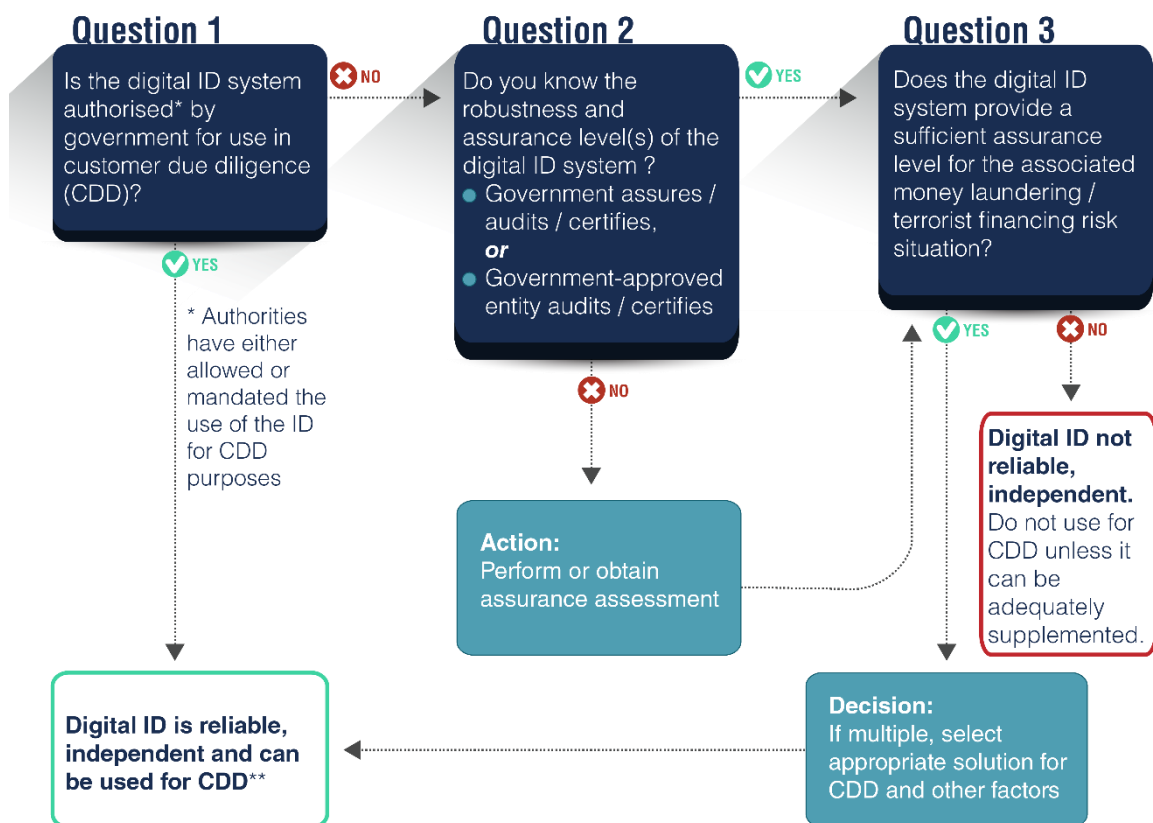 Question 1
Is the digital ID system
authorised* by
government for use in
customer due diligence
(CDD)?
NO
YES
* Authorities
have either
allowed or
mandated the
use of the ID
for CDD
purposes
Question 2
Do you know the
robustness and
assurance level(s) of the
digital ID system ?
Government assures /
audits / certifies,
or
Government-approved
entity audits / certifies
YES
NO
Action:
Perform or obtain
assurance assessment
Question 3
Does the digital ID
system provide a
sufficient assurance
level for the associated
money laundering /
terrorist financing risk
situation?
YES
NO
Digital ID not
reliable,
independent.
Do not use for
CDD unless it
can be
adequately
supplemented.
Decision:
If multiple, select
appropriate solution for
CDD and other factors
Digital ID is reliable,
independent and can
be used for CDD**